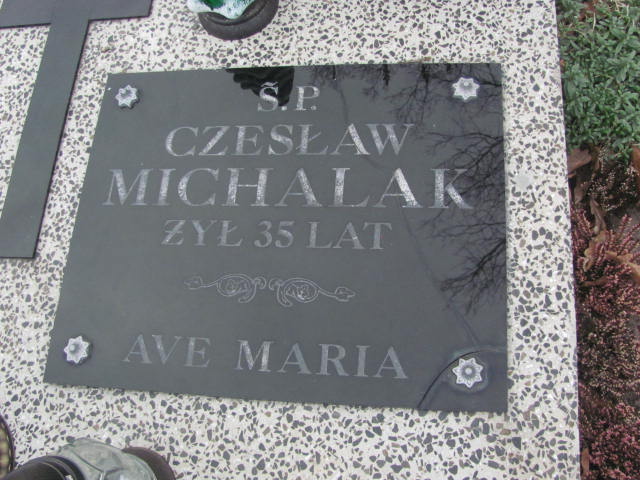 Ś.P.
CZESŁAW
MICHALAK
ŻYŁ 35 LAT
AVE MARIA